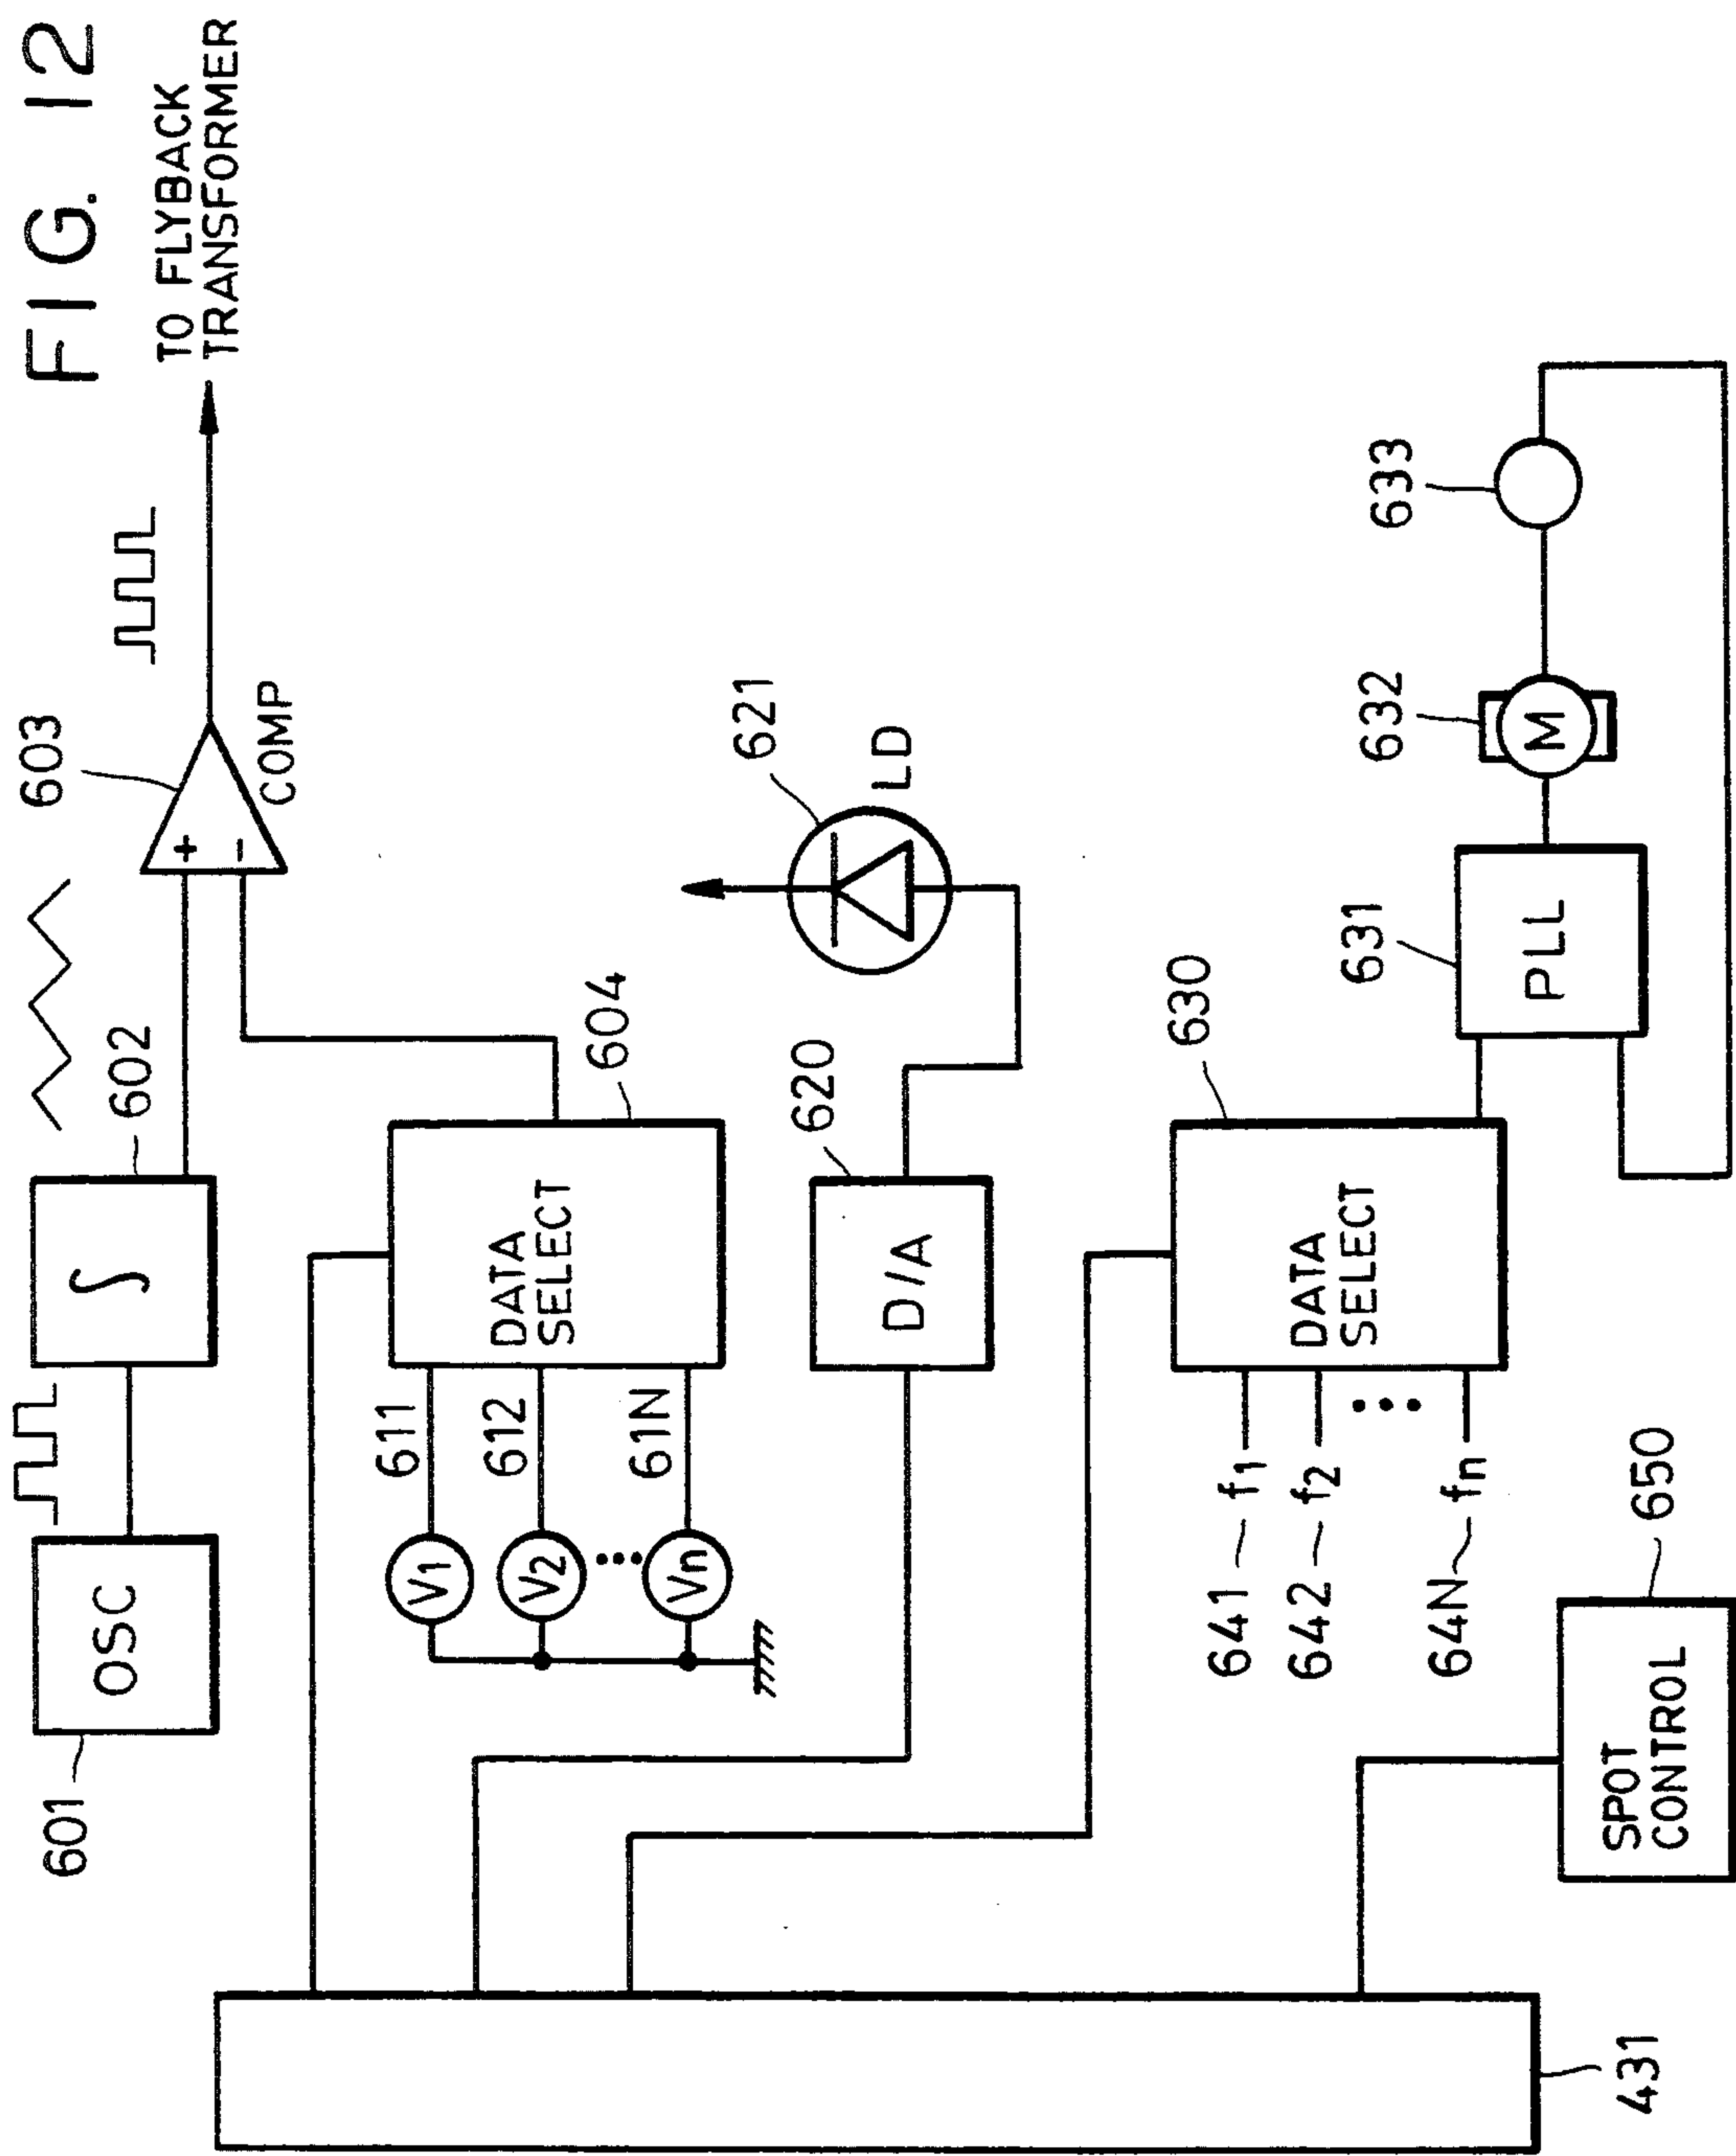 FIG. 12
TO FLYBACK
TRANSFORMER
603
+
-
COMP
602
∫
OSC
601
604
DATA
SELECT
611
612
61N
V1
V2
Vn
621
LD
620
D/A
630
DATA
SELECT
641 f1
642 f2
64N fn
631
PLL
632
M
633
650
SPOT
CONTROL
431